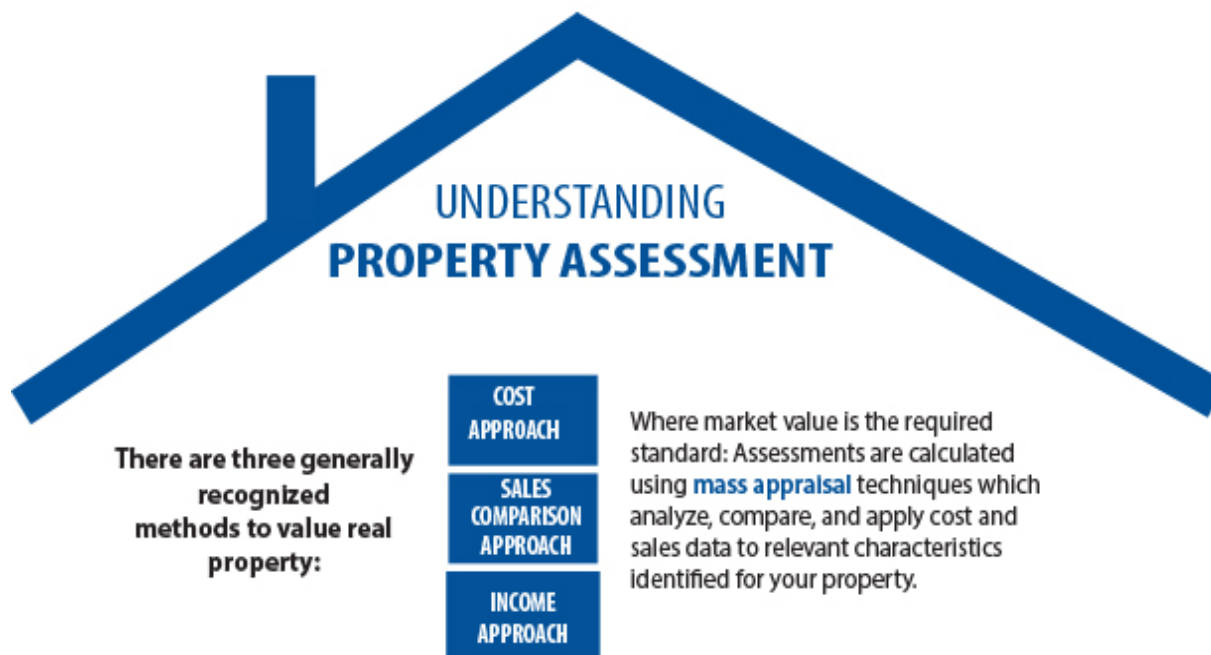 UNDERSTANDING
PROPERTY ASSESSMENT
There are three generally
recognized
methods to value real
property:
COST
APPROACH
SALES
COMPARISON
APPROACH
INCOME
APPROACH
Where market value is the required
standard: Assessments are calculated
using mass appraisal techniques which
analyze, compare, and apply cost and
sales data to relevant characteristics
identified for your property.